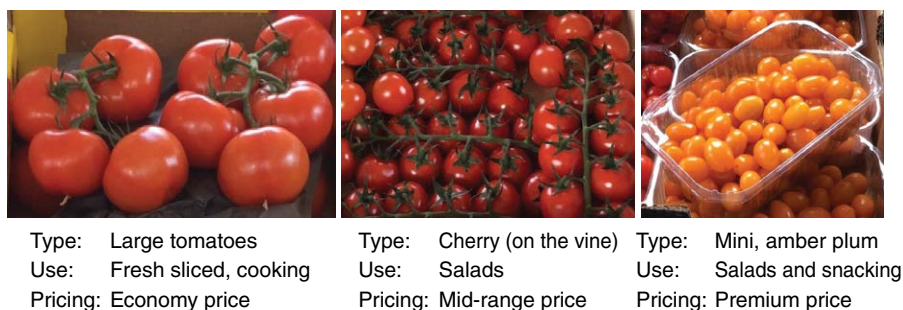 Type: Large tomatoes
Use: Fresh sliced, cooking
Pricing: Economy price
Type: Cherry (on the vine)
Use: Salads
Pricing: Mid-range price
Type: Mini, amber plum
Use: Salads and snacking
Pricing: Premium price